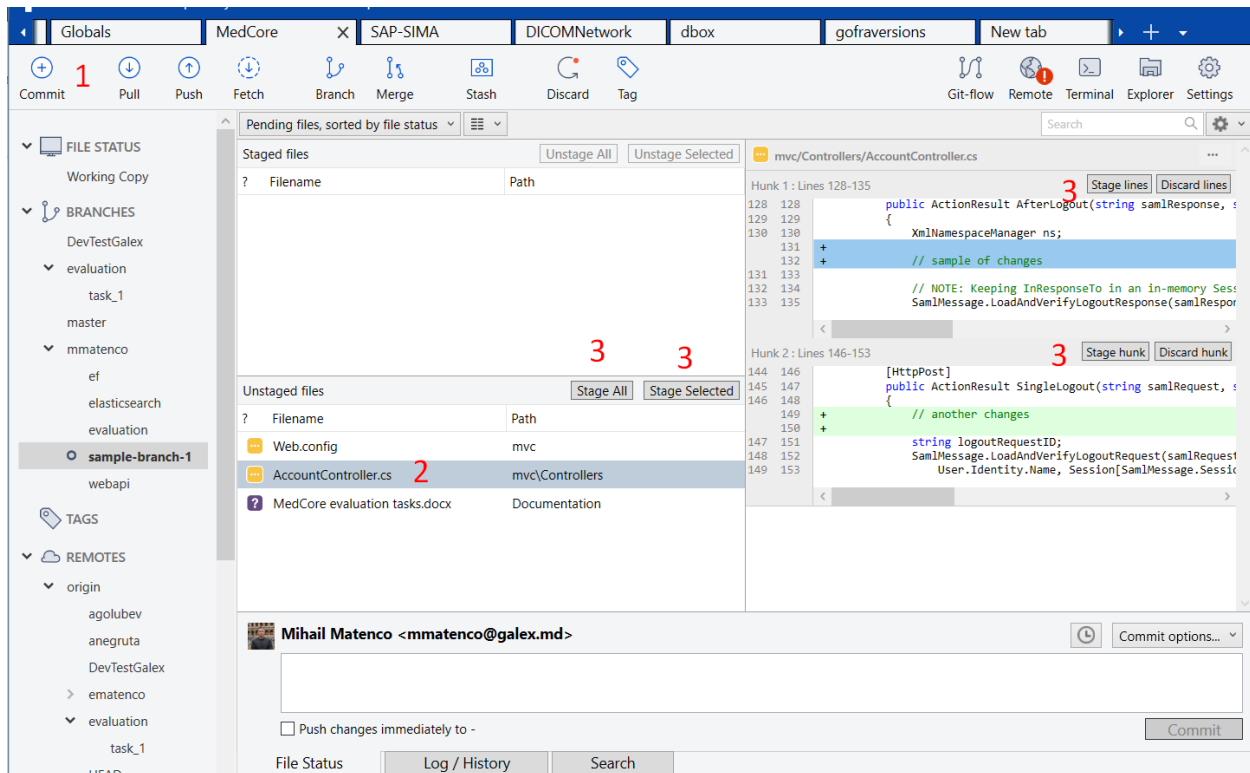 Globals
MedCore
SAP-SIMA
DICOMNetwork
dbox
gofraversions
New tab
Commit
1
Pull
Push
Fetch
Branch
Merge
Stash
Discard
Tag
Git-flow
Remote
Terminal
Explorer
Settings
FILE STATUS
Working Copy
BRANCHES
DevTestGalex
evaluation
task_1
master
mmatenco
ef
elasticsearch
evaluation
sample-branch-1
webapi
TAGS
REMOTES
origin
agolubev
anegruta
DevTestGalex
ematenco
evaluation
task_1
Pending files, sorted by file status
Search
Staged files
Unstage All
Unstage Selected
? Filename Path
3
3
Unstaged files
Stage All
Stage Selected
? Filename Path
Web.config mvc
AccountController.cs 2 mvc\Controllers
? MedCore evaluation tasks.docx Documentation
mvc/Controllers/AccountController.cs
Hunk 1 : Lines 128-135
3
Stage lines
Discard lines
128 128 public ActionResult AfterLogout(string samlResponse, s
129 129 {
130 130 XmlNamespaceManager ns;
131 +
132 + // sample of changes
131 133
132 134 // NOTE: Keeping InResponseTo in an in-memory Sess
133 135 SamlMessage.LoadAndVerifyLogoutResponse(samlRespor
Hunk 2 : Lines 146-153
3
Stage hunk
Discard hunk
144 146 [HttpPost]
145 147 public ActionResult SingleLogout(string samlRequest, s
146 148 {
149 + // another changes
150 +
147 151 string logoutRequestID;
148 152 SamlMessage.LoadAndVerifyLogoutRequest(samlRequest
149 153 User.Identity.Name, Session[SamlMessage.Sessic
Mihail Matenco <mmatenco@galex.md>
Commit options...
Push changes immediately to -
Commit
File Status
Log / History
Search